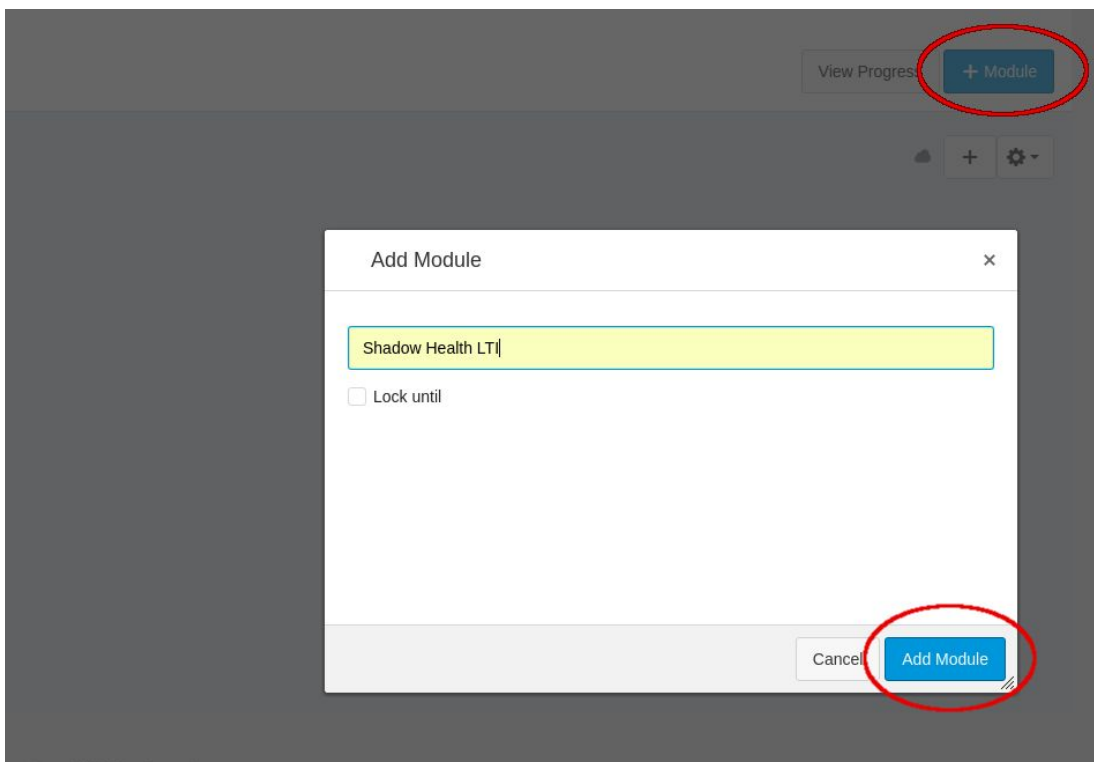 View Progress
+ Module
+
Add Module
×
Shadow Health LTI
Lock until
Cancel
Add Module